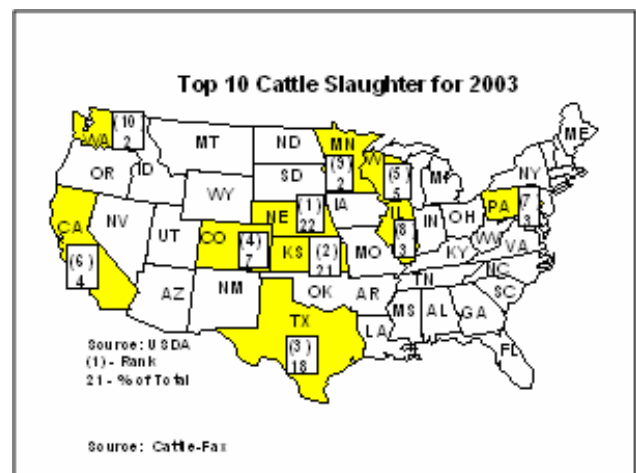 Top 10 Cattle Slaughter for 2003
WA
(10
2
MT
ND
MN
(9)
2
W
(5)
5
M
ME
NY
OR
ID
SD
WY
(1)
22
IA
NE
IL
(8
3
IN
OH
PA
(7)
3
CA
(6)
4
NV
UT
CO
(4)
7
KS
(2)
21
MO
KY
WV
VA
AZ
NM
OK
AR
TN
NC
SC
MS
AL
GA
LA
TX
(3)
18
FL
Source: USDA
(1) - Rank
21 - % of Total
Source: Cattle-Fax